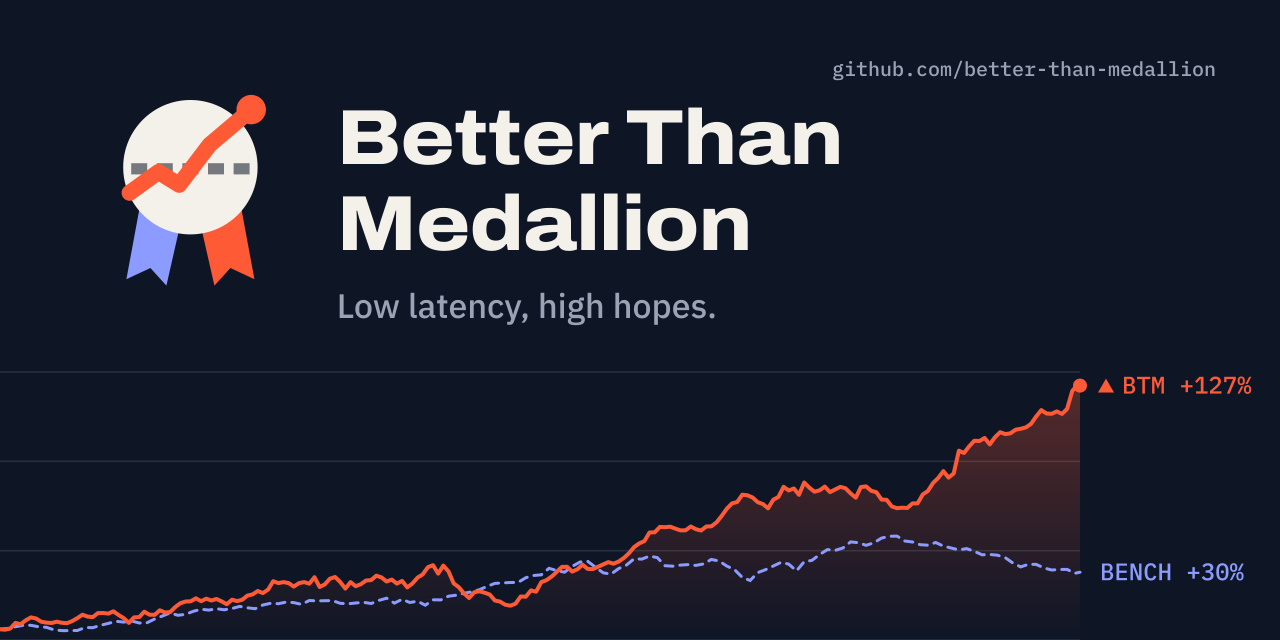 github.com/better-than-medallion
Better Than
Medallion
Low latency, high hopes.
▲ BTM +127%
BENCH +30%